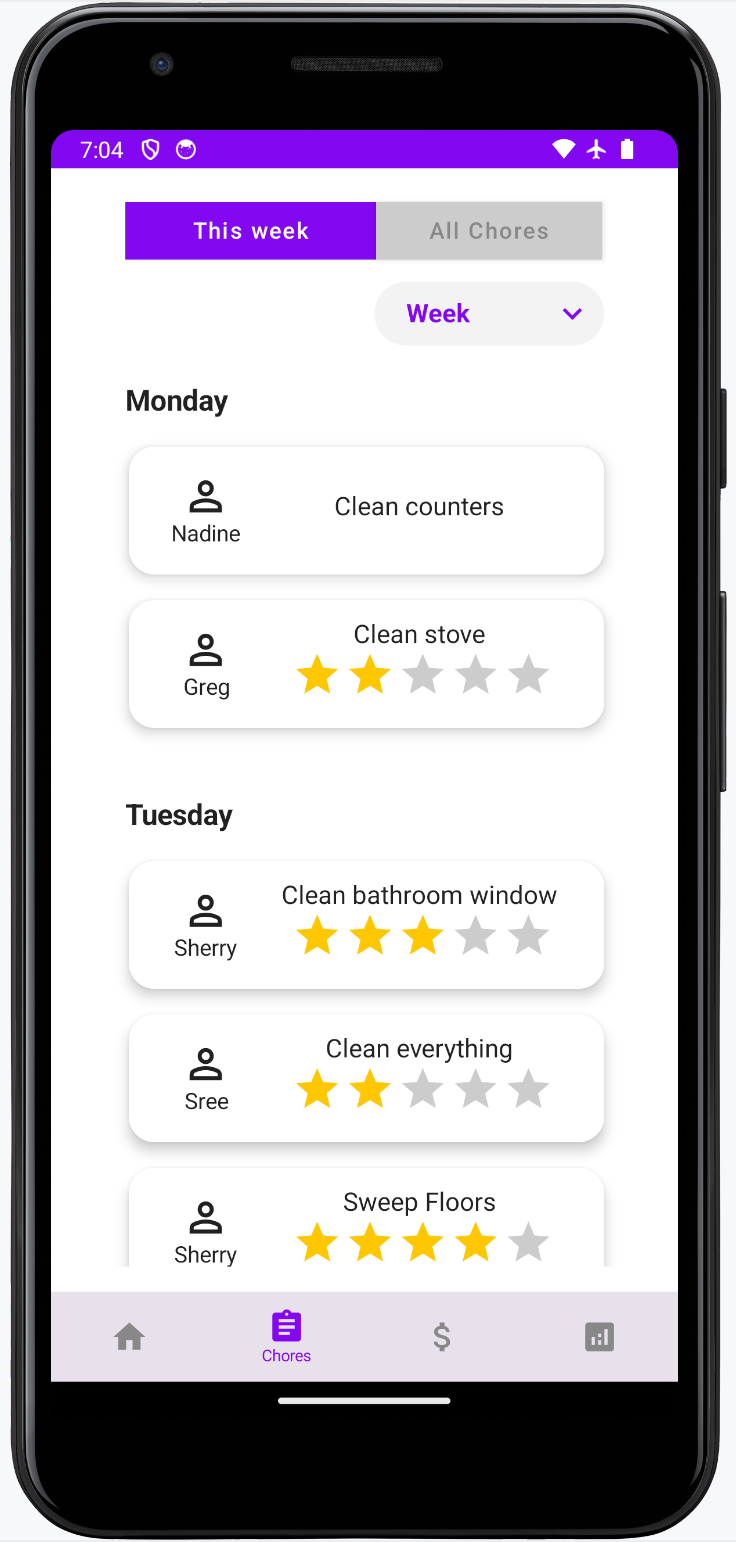 7:04
This week
All Chores
Week
Monday
Clean counters
Nadine
Clean stove
Greg
Tuesday
Clean bathroom window
Sherry
Clean everything
Sree
Sweep Floors
Sherry
$
Chores